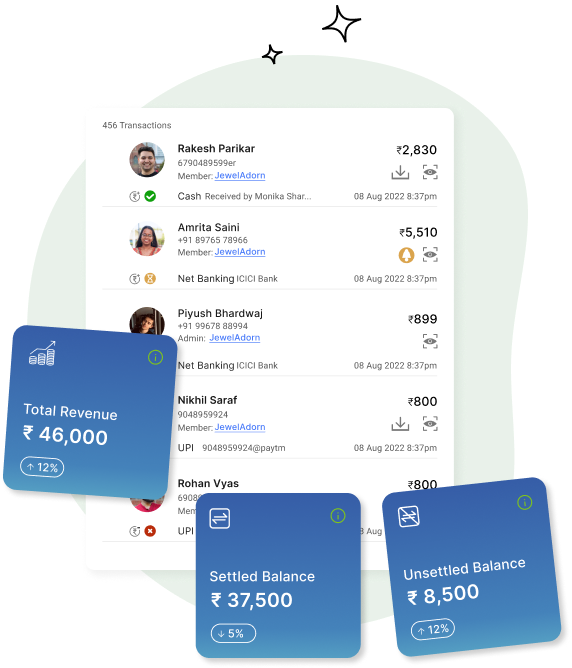 456 Transactions
Rakesh Parikar
₹2,830
6790489599er
Member: JewelAdorn
Cash Received by Monika Shar...
08 Aug 2022 8:37pm
Amrita Saini
₹5,510
+91 89765 78966
Member: JewelAdorn
Net Banking ICICI Bank
08 Aug 2022 8:37pm
Piyush Bhardwaj
₹899
+91 99678 88994
Admin: JewelAdorn
Net Banking ICICI Bank
08 Aug 2022 8:37pm
Nikhil Saraf
₹800
9048959924
Member: JewelAdorn
UPI 9048959924@paytm
08 Aug 2022 8:37pm
Rohan Vyas
₹800
UPI
Aug
Total Revenue
₹ 46,000
↑ 12%
Settled Balance
₹ 37,500
↓ 5%
Unsettled Balance
₹ 8,500
↑ 12%